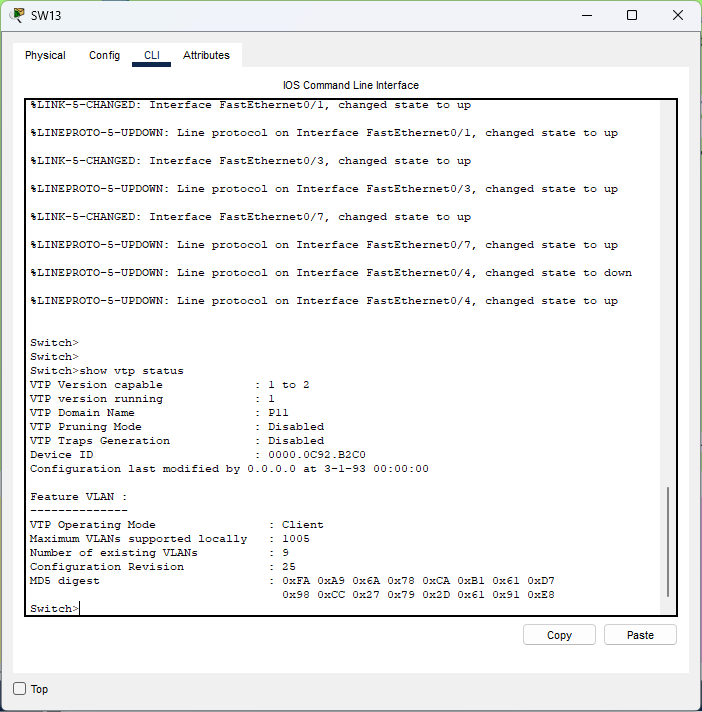 SW13
Physical Config CLI Attributes
IOS Command Line Interface
%LINK-5-CHANGED: Interface FastEthernet0/1, changed state to up
%LINEPROTO-5-UPDOWN: Line protocol on Interface FastEthernet0/1, changed state to up
%LINK-5-CHANGED: Interface FastEthernet0/3, changed state to up
%LINEPROTO-5-UPDOWN: Line protocol on Interface FastEthernet0/3, changed state to up
%LINK-5-CHANGED: Interface FastEthernet0/7, changed state to up
%LINEPROTO-5-UPDOWN: Line protocol on Interface FastEthernet0/7, changed state to up
%LINEPROTO-5-UPDOWN: Line protocol on Interface FastEthernet0/4, changed state to down
%LINEPROTO-5-UPDOWN: Line protocol on Interface FastEthernet0/4, changed state to up
Switch>
Switch>
Switch>show vtp status
VTP Version capable : 1 to 2
VTP version running : 1
VTP Domain Name : P11
VTP Pruning Mode : Disabled
VTP Traps Generation : Disabled
Device ID : 0000.0C92.B2C0
Configuration last modified by 0.0.0.0 at 3-1-93 00:00:00
Feature VLAN :
--------------
VTP Operating Mode : Client
Maximum VLANs supported locally : 1005
Number of existing VLANs : 9
Configuration Revision : 25
MD5 digest : 0xFA 0xA9 0x6A 0x78 0xCA 0xB1 0x61 0xD7
0x98 0xCC 0x27 0x79 0x2D 0x61 0x91 0xE8
Switch>
Copy Paste
Top